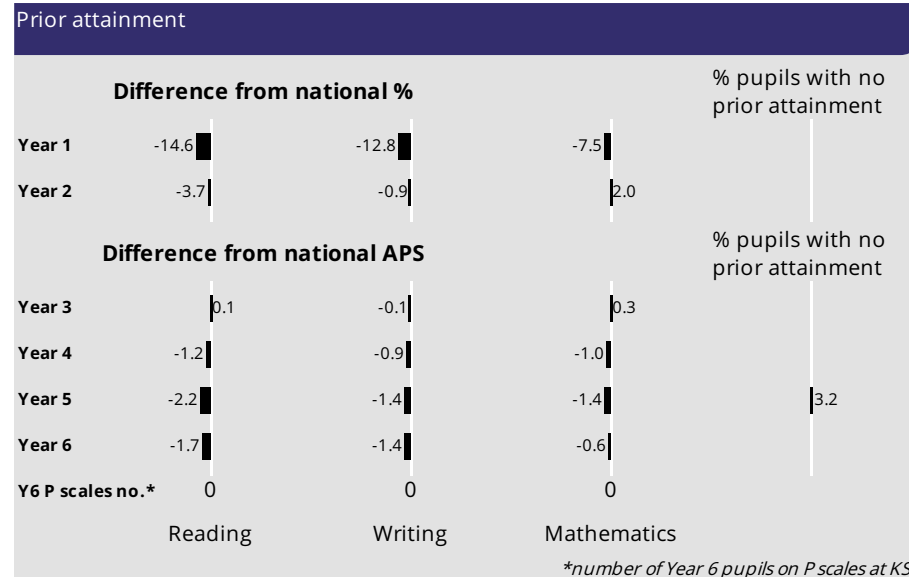 Prior attainment
Difference from national %
% pupils with no
prior attainment
Year 1 -14.6 -12.8 -7.5
Year 2 -3.7 -0.9 2.0
Difference from national APS
% pupils with no
prior attainment
Year 3 0.1 -0.1 0.3
Year 4 -1.2 -0.9 -1.0
Year 5 -2.2 -1.4 -1.4 3.2
Year 6 -1.7 -1.4 -0.6
Y6 P scales no.* 0 0 0
Reading Writing Mathematics
*number of Year 6 pupils on P scales at KS